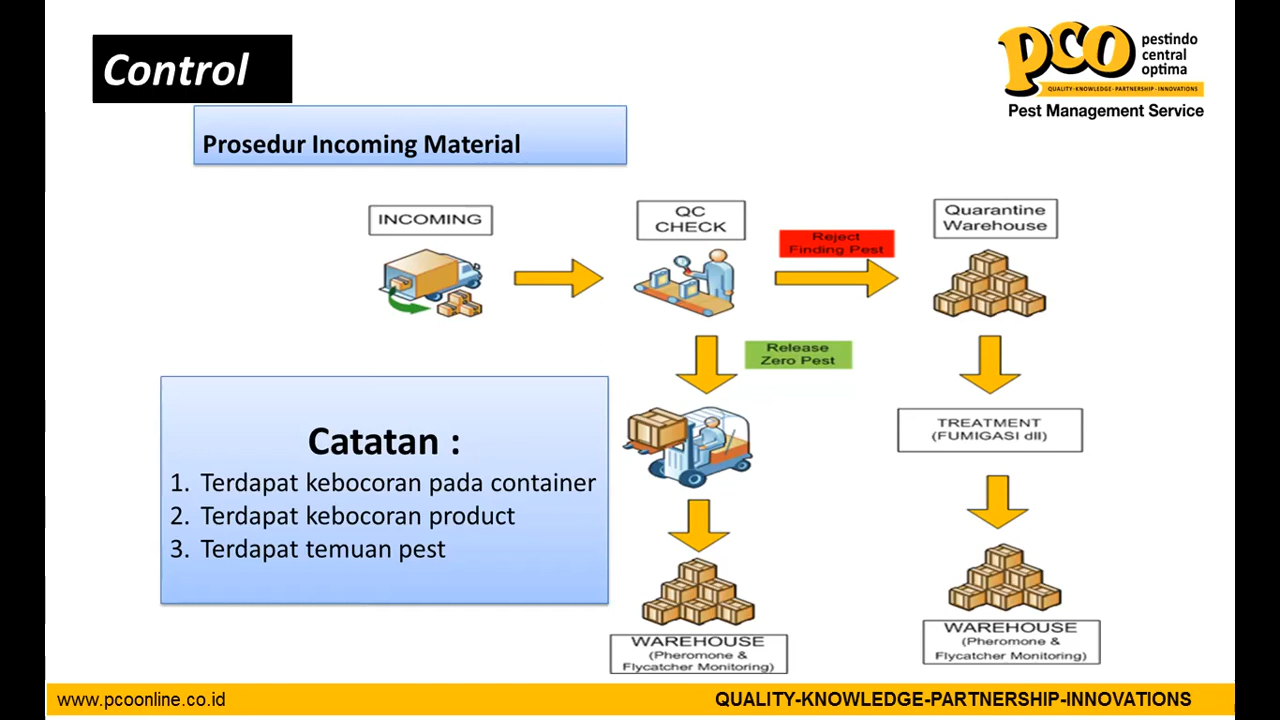 Control
pco
pestindo
central
optima
QUALITY-KNOWLEDGE-PARTNERSHIP-INNOVATIONS
Pest Management Service
Prosedur Incoming Material
INCOMING
QC
CHECK
Reject
Finding Pest
Quarantine
Warehouse
Release
Zero Pest
TREATMENT
(FUMIGASI dll)
Catatan :
1. Terdapat kebocoran pada container
2. Terdapat kebocoran product
3. Terdapat temuan pest
WAREHOUSE
(Pheromone &
Flycatcher Monitoring)
WAREHOUSE
(Pheromone &
Flycatcher Monitoring)
www.pcoonline.co.id
QUALITY-KNOWLEDGE-PARTNERSHIP-INNOVATIONS